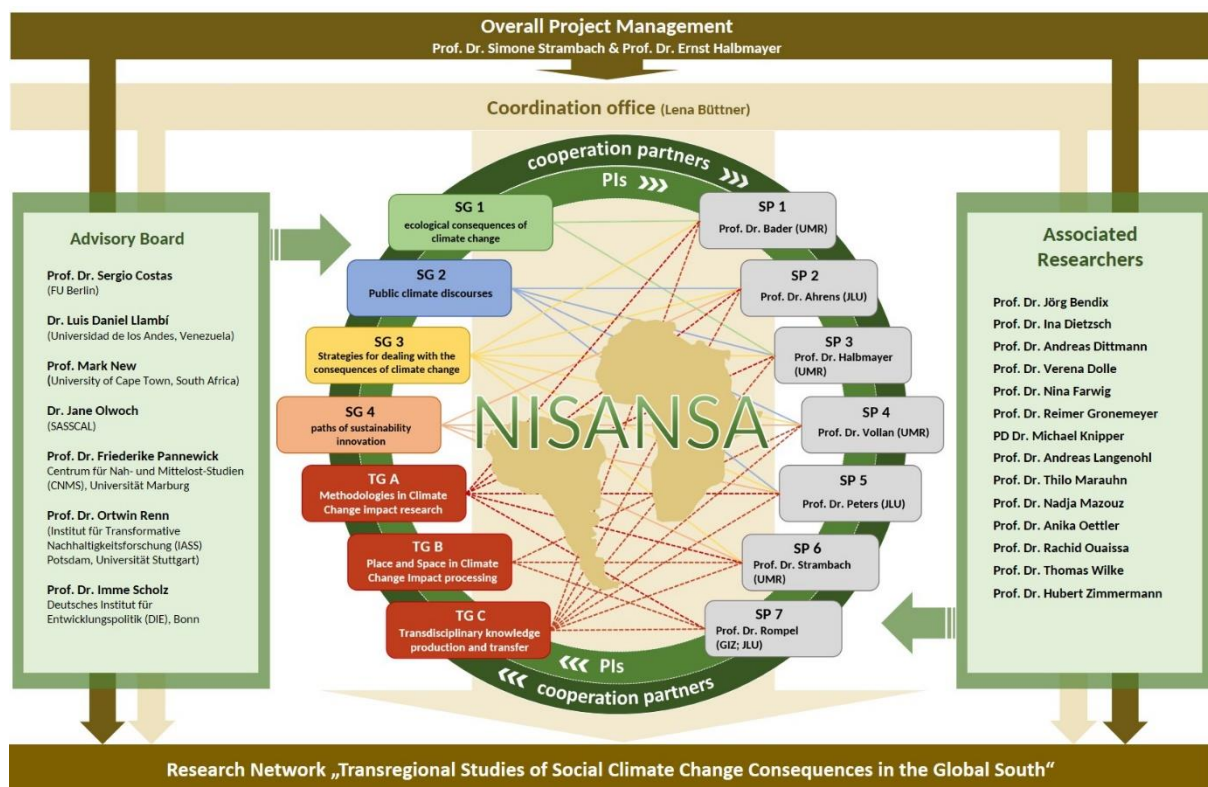 Overall Project Management
Prof. Dr. Simone Strambach & Prof. Dr. Ernst Halbmayer
Coordination office (Lena Büttner)
cooperation partners >>>
PIs >>>
Advisory Board
Prof. Dr. Sergio Costas
(FU Berlin)
Dr. Luis Daniel Llambí
(Universidad de los Andes, Venezuela)
Prof. Mark New
(University of Cape Town, South Africa)
Dr. Jane Olwoch
(SASSCAL)
Prof. Dr. Friederike Pannewick
Centrum für Nah- und Mittelost-Studien
(CNMS), Universität Marburg
Prof. Dr. Ortwin Renn
(Institut für Transformative
Nachhaltigkeitsforschung (IASS)
Potsdam, Universität Stuttgart)
Prof. Dr. Imme Scholz
Deutsches Institut für
Entwicklungspolitik (DIE), Bonn
SG 1
ecological consequences of
climate change
SG 2
Public climate discourses
SG 3
Strategies for dealing with the
consequences of climate change
SG 4
paths of sustainability
innovation
TG A
Methodologies in Climate
Change impact research
TG B
Place and Space in Climate
Change Impact processing
TG C
Transdisciplinary knowledge
production and transfer
NISANSA
SP 1
Prof. Dr. Bader (UMR)
SP 2
Prof. Dr. Ahrens (JLU)
SP 3
Prof. Dr. Halbmayer
(UMR)
SP 4
Prof. Dr. Vollan (UMR)
SP 5
Prof. Dr. Peters (JLU)
SP 6
Prof. Dr. Strambach
(UMR)
SP 7
Prof. Dr. Rompel
(GIZ; JLU)
<<< PIs
<<< cooperation partners
Associated
Researchers
Prof. Dr. Jörg Bendix
Prof. Dr. Ina Dietzsch
Prof. Dr. Andreas Dittmann
Prof. Dr. Verena Dolle
Prof. Dr. Nina Farwig
Prof. Dr. Reimer Gronemeyer
PD Dr. Michael Knipper
Prof. Dr. Andreas Langenohl
Prof. Dr. Thilo Marauhn
Prof. Dr. Nadja Mazouz
Prof. Dr. Anika Oettler
Prof. Dr. Rachid Ouaissa
Prof. Dr. Thomas Wilke
Prof. Dr. Hubert Zimmermann
Research Network „Transregional Studies of Social Climate Change Consequences in the Global South“